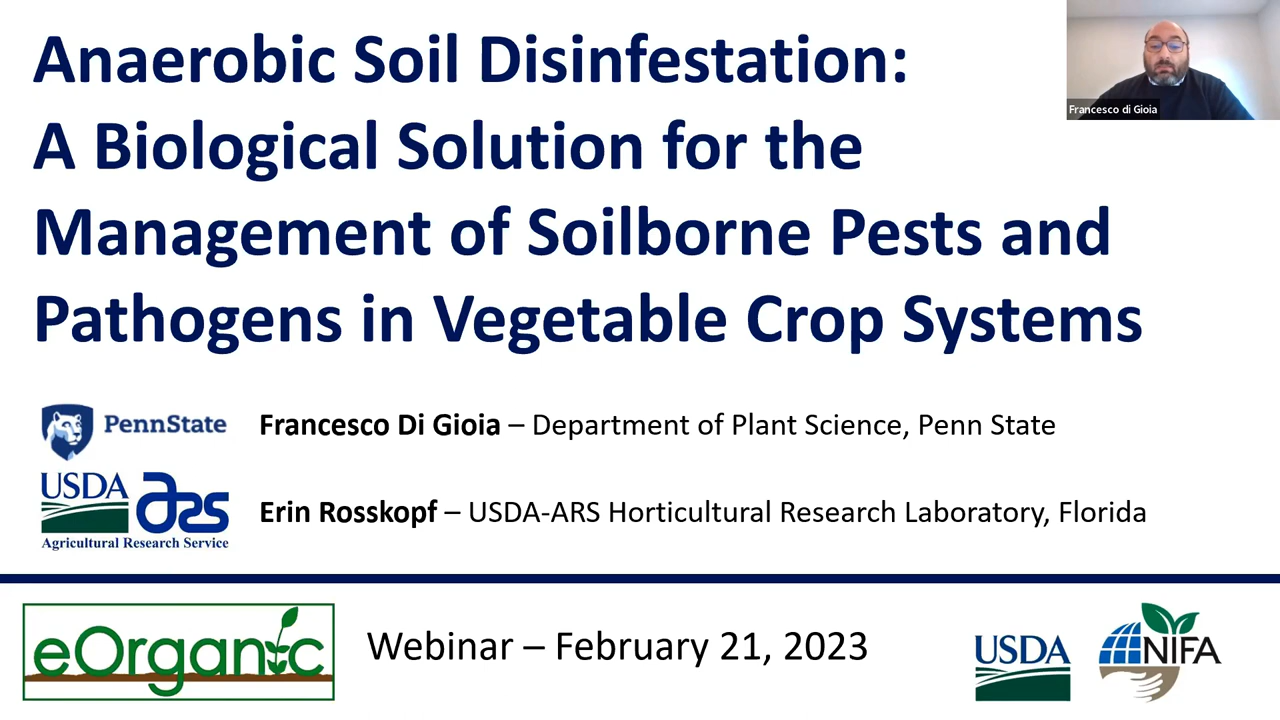 Anaerobic Soil Disinfestation:
A Biological Solution for the
Management of Soilborne Pests and
Pathogens in Vegetable Crop Systems
Francesco di Gioia
PennState
Francesco Di Gioia – Department of Plant Science, Penn State
USDA ars
Agricultural Research Service
Erin Rosskopf – USDA-ARS Horticultural Research Laboratory, Florida
eOrganic
Webinar – February 21, 2023
USDA
NIFA